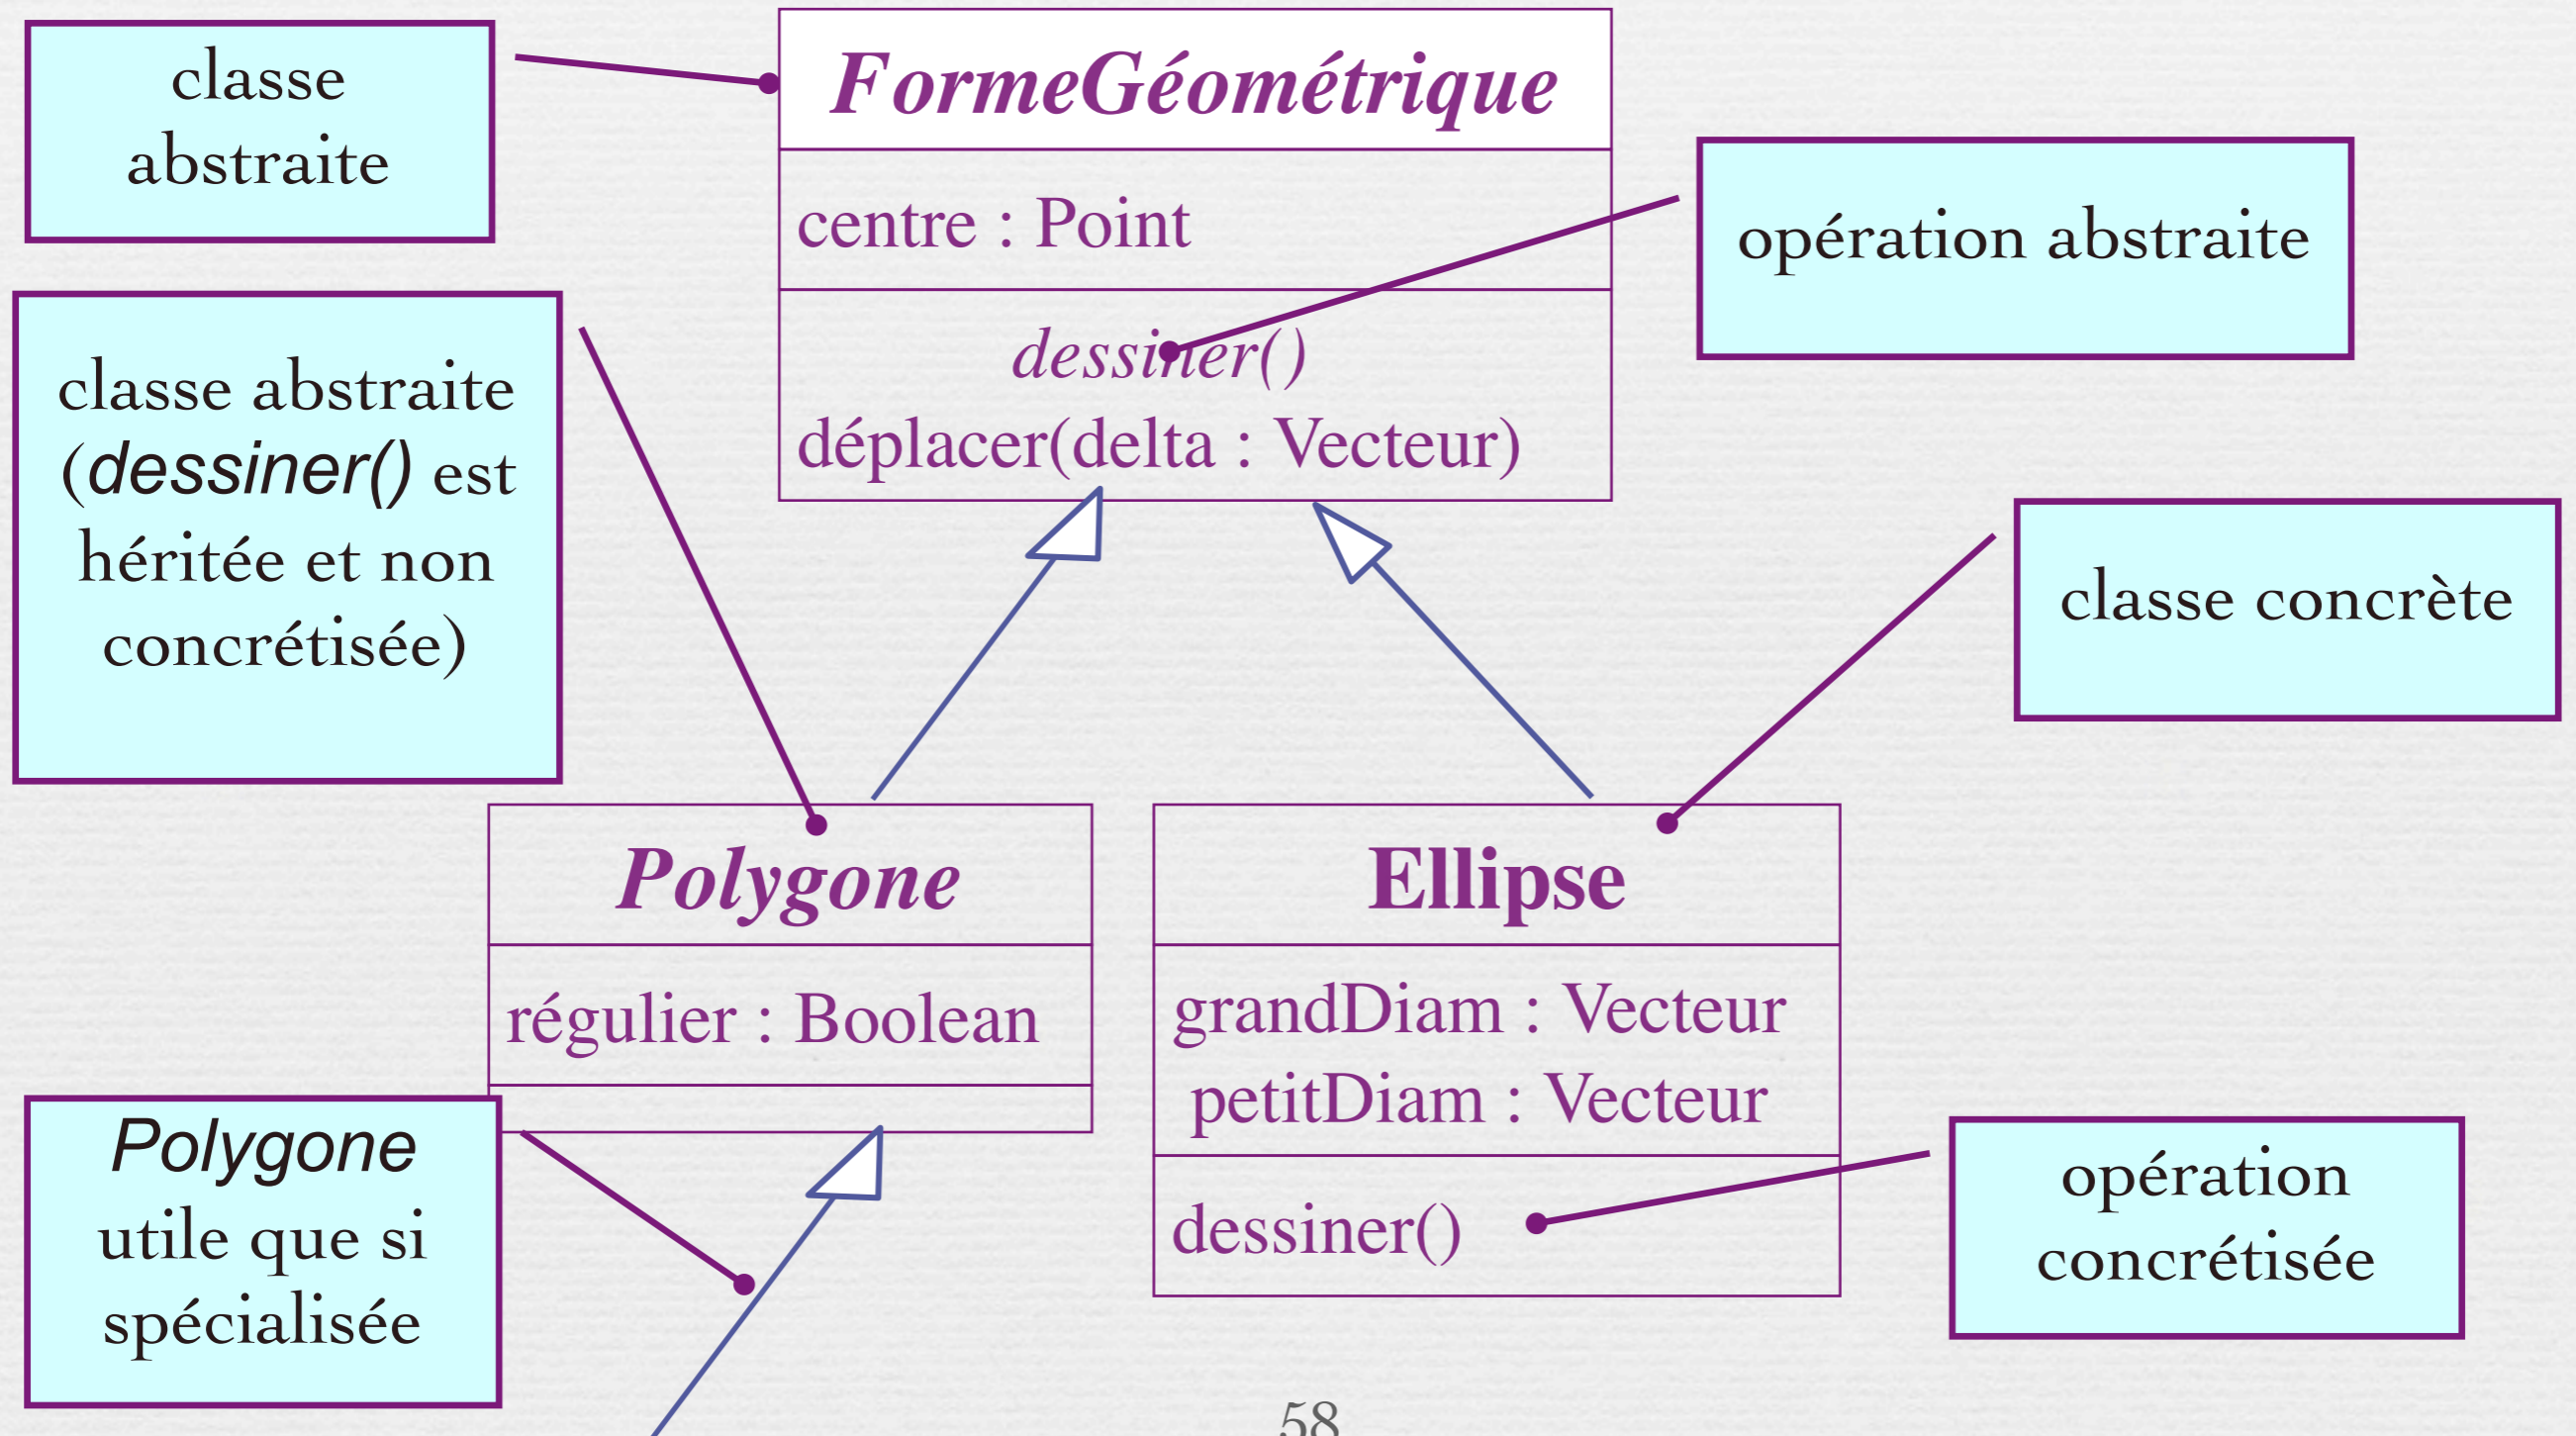 classe
abstraite
FormeGéométrique
centre : Point
dessiner()
déplacer(delta : Vecteur)
opération abstraite
classe abstraite
(dessiner() est
héritée et non
concrétisée)
classe concrète
Polygone
régulier : Boolean
Ellipse
grandDiam : Vecteur
petitDiam : Vecteur
dessiner()
Polygone
utile que si
spécialisée
opération
concrétisée
58